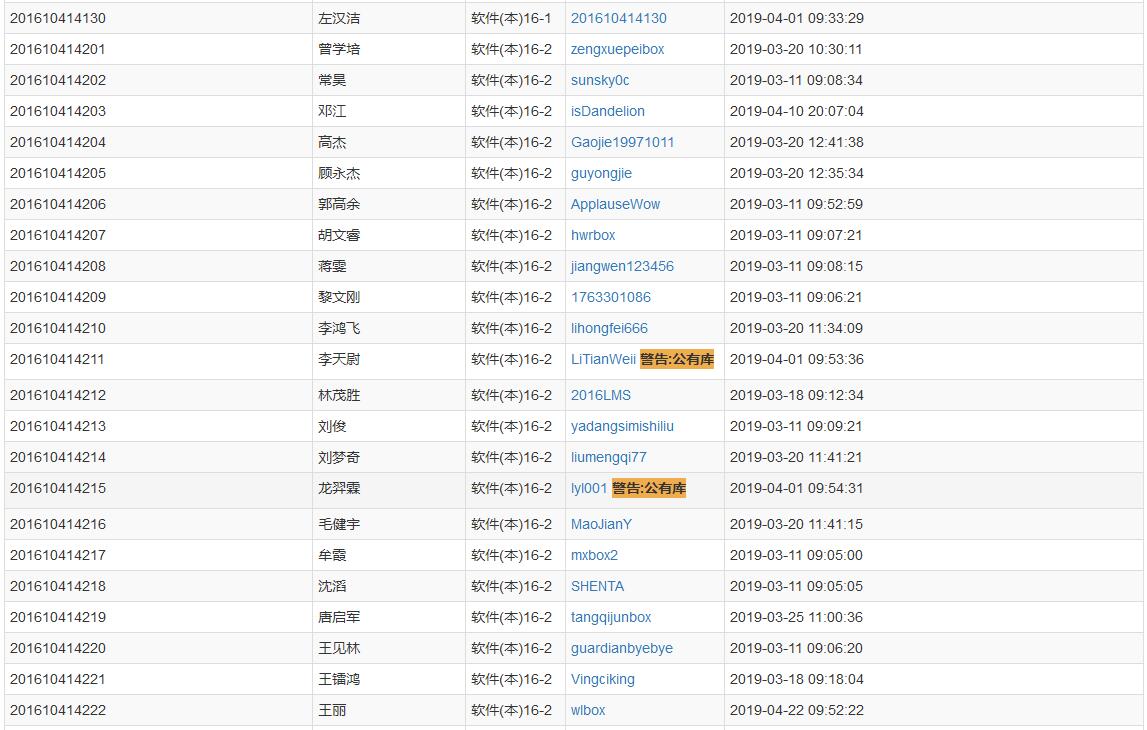 201610414130 左汉洁 软件(本)16-1 201610414130 2019-04-01 09:33:29
201610414201 曾学培 软件(本)16-2 zengxuepeibox 2019-03-20 10:30:11
201610414202 常昊 软件(本)16-2 sunsky0c 2019-03-11 09:08:34
201610414203 邓江 软件(本)16-2 isDandelion 2019-04-10 20:07:04
201610414204 高杰 软件(本)16-2 Gaojie19971011 2019-03-20 12:41:38
201610414205 顾永杰 软件(本)16-2 guyongjie 2019-03-20 12:35:34
201610414206 郭高余 软件(本)16-2 ApplauseWow 2019-03-11 09:52:59
201610414207 胡文睿 软件(本)16-2 hwrbox 2019-03-11 09:07:21
201610414208 蒋雯 软件(本)16-2 jiangwen123456 2019-03-11 09:08:15
201610414209 黎文刚 软件(本)16-2 1763301086 2019-03-11 09:06:21
201610414210 李鸿飞 软件(本)16-2 lihongfei666 2019-03-20 11:34:09
201610414211 李天尉 软件(本)16-2 LiTianWeii 警告:公有库 2019-04-01 09:53:36
201610414212 林茂胜 软件(本)16-2 2016LMS 2019-03-18 09:12:34
201610414213 刘俊 软件(本)16-2 yadangsimishiliu 2019-03-11 09:09:21
201610414214 刘梦奇 软件(本)16-2 liumengqi77 2019-03-20 11:41:21
201610414215 龙羿霖 软件(本)16-2 lyl001 警告:公有库 2019-04-01 09:54:31
201610414216 毛健宇 软件(本)16-2 MaoJianY 2019-03-20 11:41:15
201610414217 牟霞 软件(本)16-2 mxbox2 2019-03-11 09:05:00
201610414218 沈滔 软件(本)16-2 SHENTA 2019-03-11 09:05:05
201610414219 唐启军 软件(本)16-2 tangqijunbox 2019-03-25 11:00:36
201610414220 王见林 软件(本)16-2 guardianbyebye 2019-03-11 09:06:20
201610414221 王镭鸿 软件(本)16-2 Vingciking 2019-03-18 09:18:04
201610414222 王丽 软件(本)16-2 wlbox 2019-04-22 09:52:22